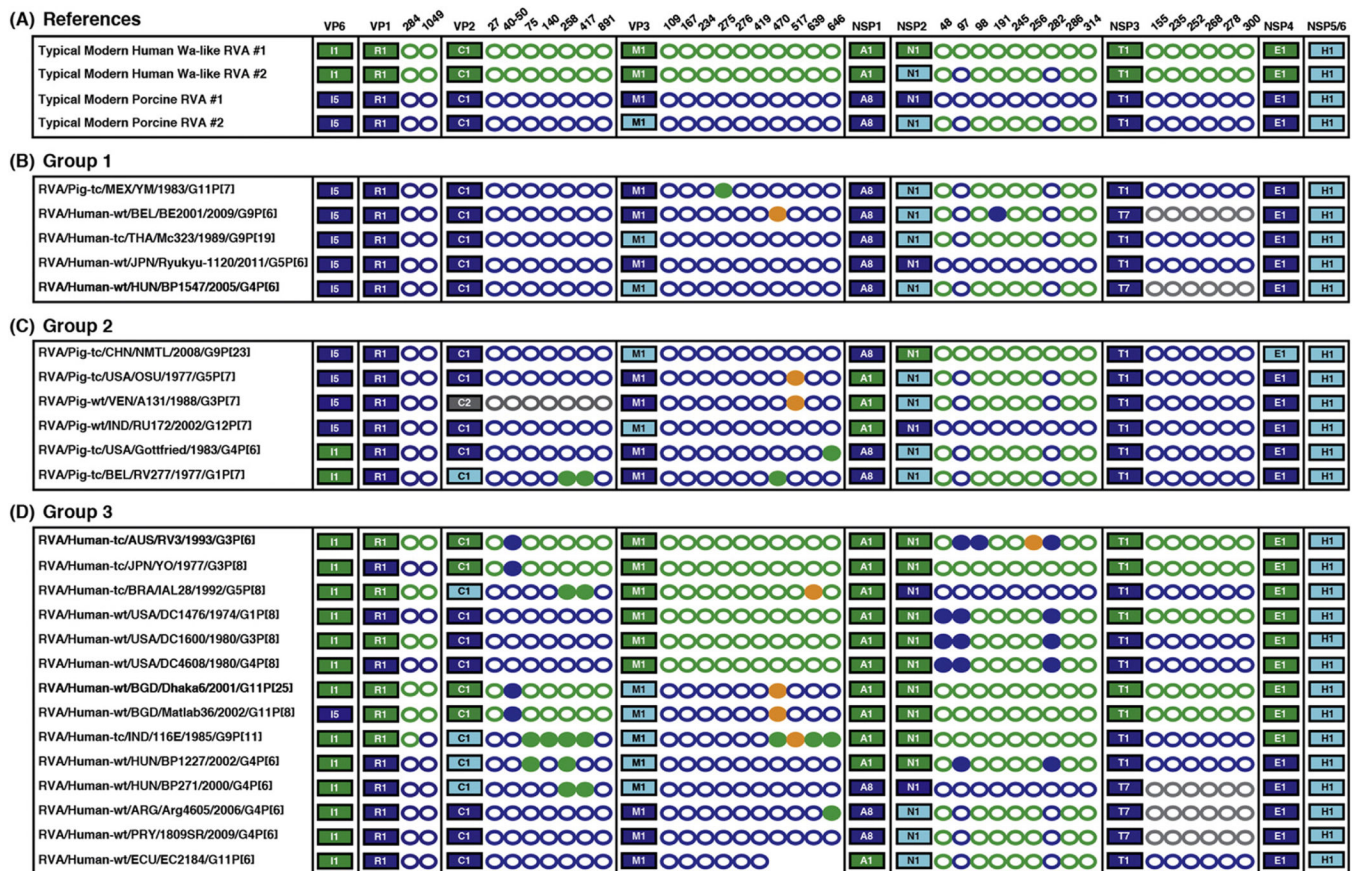 (A) References VP6 VP1 284 1049 VP2 27 40-50 75 140 258 417 891 VP3 109 167 234 275 276 419 470 517 639 646 NSP1 NSP2 48 97 98 191 245 256 282 286 314 NSP3 155 235 252 268 278 300 NSP4 NSP5/6
Typical Modern Human Wa-like RVA #1 I1 R1 C1 M1 A1 N1 T1 E1 H1
Typical Modern Human Wa-like RVA #2 I1 R1 C1 M1 A1 N1 T1 E1 H1
Typical Modern Porcine RVA #1 I5 R1 C1 M1 A8 N1 T1 E1 H1
Typical Modern Porcine RVA #2 I5 R1 C1 M1 A8 N1 T1 E1 H1
(B) Group 1
RVA/Pig-tc/MEX/YM/1983/G11P[7] I5 R1 C1 M1 A8 N1 T1 E1 H1
RVA/Human-wt/BEL/BE2001/2009/G9P[6] I5 R1 C1 M1 A8 N1 T7 E1 H1
RVA/Human-tc/THA/Mc323/1989/G9P[19] I5 R1 C1 M1 A8 N1 T1 E1 H1
RVA/Human-wt/JPN/Ryukyu-1120/2011/G5P[6] I5 R1 C1 M1 A8 N1 T1 E1 H1
RVA/Human-wt/HUN/BP1547/2005/G4P[6] I5 R1 C1 M1 A8 N1 T7 E1 H1
(C) Group 2
RVA/Pig-tc/CHN/NMTL/2008/G9P[23] I5 R1 C1 M1 A8 N1 T1 E1 H1
RVA/Pig-tc/USA/OSU/1977/G5P[7] I5 R1 C1 M1 A1 N1 T1 E1 H1
RVA/Pig-wt/VEN/A131/1988/G3P[7] I5 R1 C2 M1 A1 N1 T1 E1 H1
RVA/Pig-wt/IND/RU172/2002/G12P[7] I5 R1 C1 M1 A1 N1 T1 E1 H1
RVA/Pig-tc/USA/Gottfried/1983/G4P[6] I1 R1 C1 M1 A8 N1 T1 E1 H1
RVA/Pig-tc/BEL/RV277/1977/G1P[7] I1 R1 C1 M1 A8 N1 T1 E1 H1
(D) Group 3
RVA/Human-tc/AUS/RV3/1993/G3P[6] I1 R1 C1 M1 A1 N1 T1 E1 H1
RVA/Human-tc/JPN/YO/1977/G3P[8] I1 R1 C1 M1 A1 N1 T1 E1 H1
RVA/Human-tc/BRA/IAL28/1992/G5P[8] I1 R1 C1 M1 A1 N1 T1 E1 H1
RVA/Human-wt/USA/DC1476/1974/G1P[8] I1 R1 C1 M1 A1 N1 T1 E1 H1
RVA/Human-wt/USA/DC1600/1980/G3P[8] I1 R1 C1 M1 A1 N1 T1 E1 H1
RVA/Human-wt/USA/DC4608/1980/G4P[8] I1 R1 C1 M1 A1 N1 T1 E1 H1
RVA/Human-wt/BGD/Dhaka6/2001/G11P[25] I1 R1 C1 M1 A1 N1 T1 E1 H1
RVA/Human-wt/BGD/Matlab36/2002/G11P[8] I5 R1 C1 M1 A1 N1 T1 E1 H1
RVA/Human-tc/IND/116E/1985/G9P[11] I1 R1 C1 M1 A1 N1 T1 E1 H1
RVA/Human-wt/HUN/BP1227/2002/G4P[6] I1 R1 C1 M1 A1 N1 T1 E1 H1
RVA/Human-wt/HUN/BP271/2000/G4P[6] I1 R1 C1 M1 A8 N1 T7 E1 H1
RVA/Human-wt/ARG/Arg4605/2006/G4P[6] I1 R1 C1 M1 A8 N1 T7 E1 H1
RVA/Human-wt/PRY/1809SR/2009/G4P[6] I1 R1 C1 M1 A8 N1 T7 E1 H1
RVA/Human-wt/ECU/EC2184/G11P[6] I1 R1 C1 M1 A1 N1 T1 E1 H1